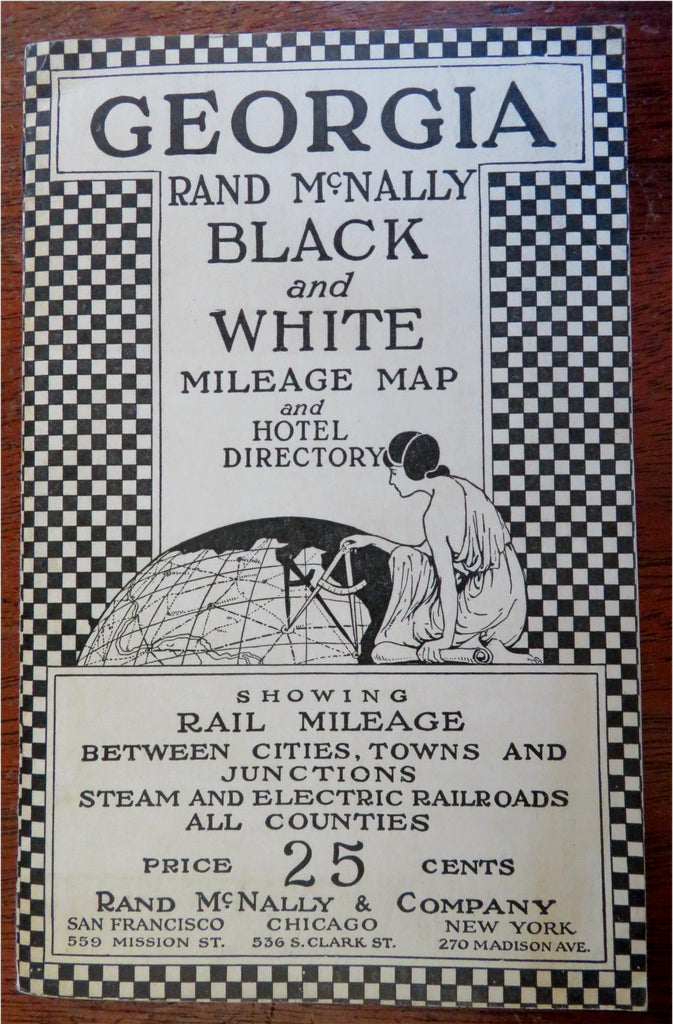 GEORGIA
RAND McNALLY
BLACK
and
WHITE
MILEAGE MAP
and
HOTEL
DIRECTORY
SHOWING
RAIL MILEAGE
BETWEEN CITIES, TOWNS AND
JUNCTIONS
STEAM AND ELECTRIC RAILROADS
ALL COUNTIES
PRICE 25 CENTS
RAND McNALLY & COMPANY
SAN FRANCISCO CHICAGO NEW YORK
559 MISSION ST. 536 S. CLARK ST. 270 MADISON AVE.